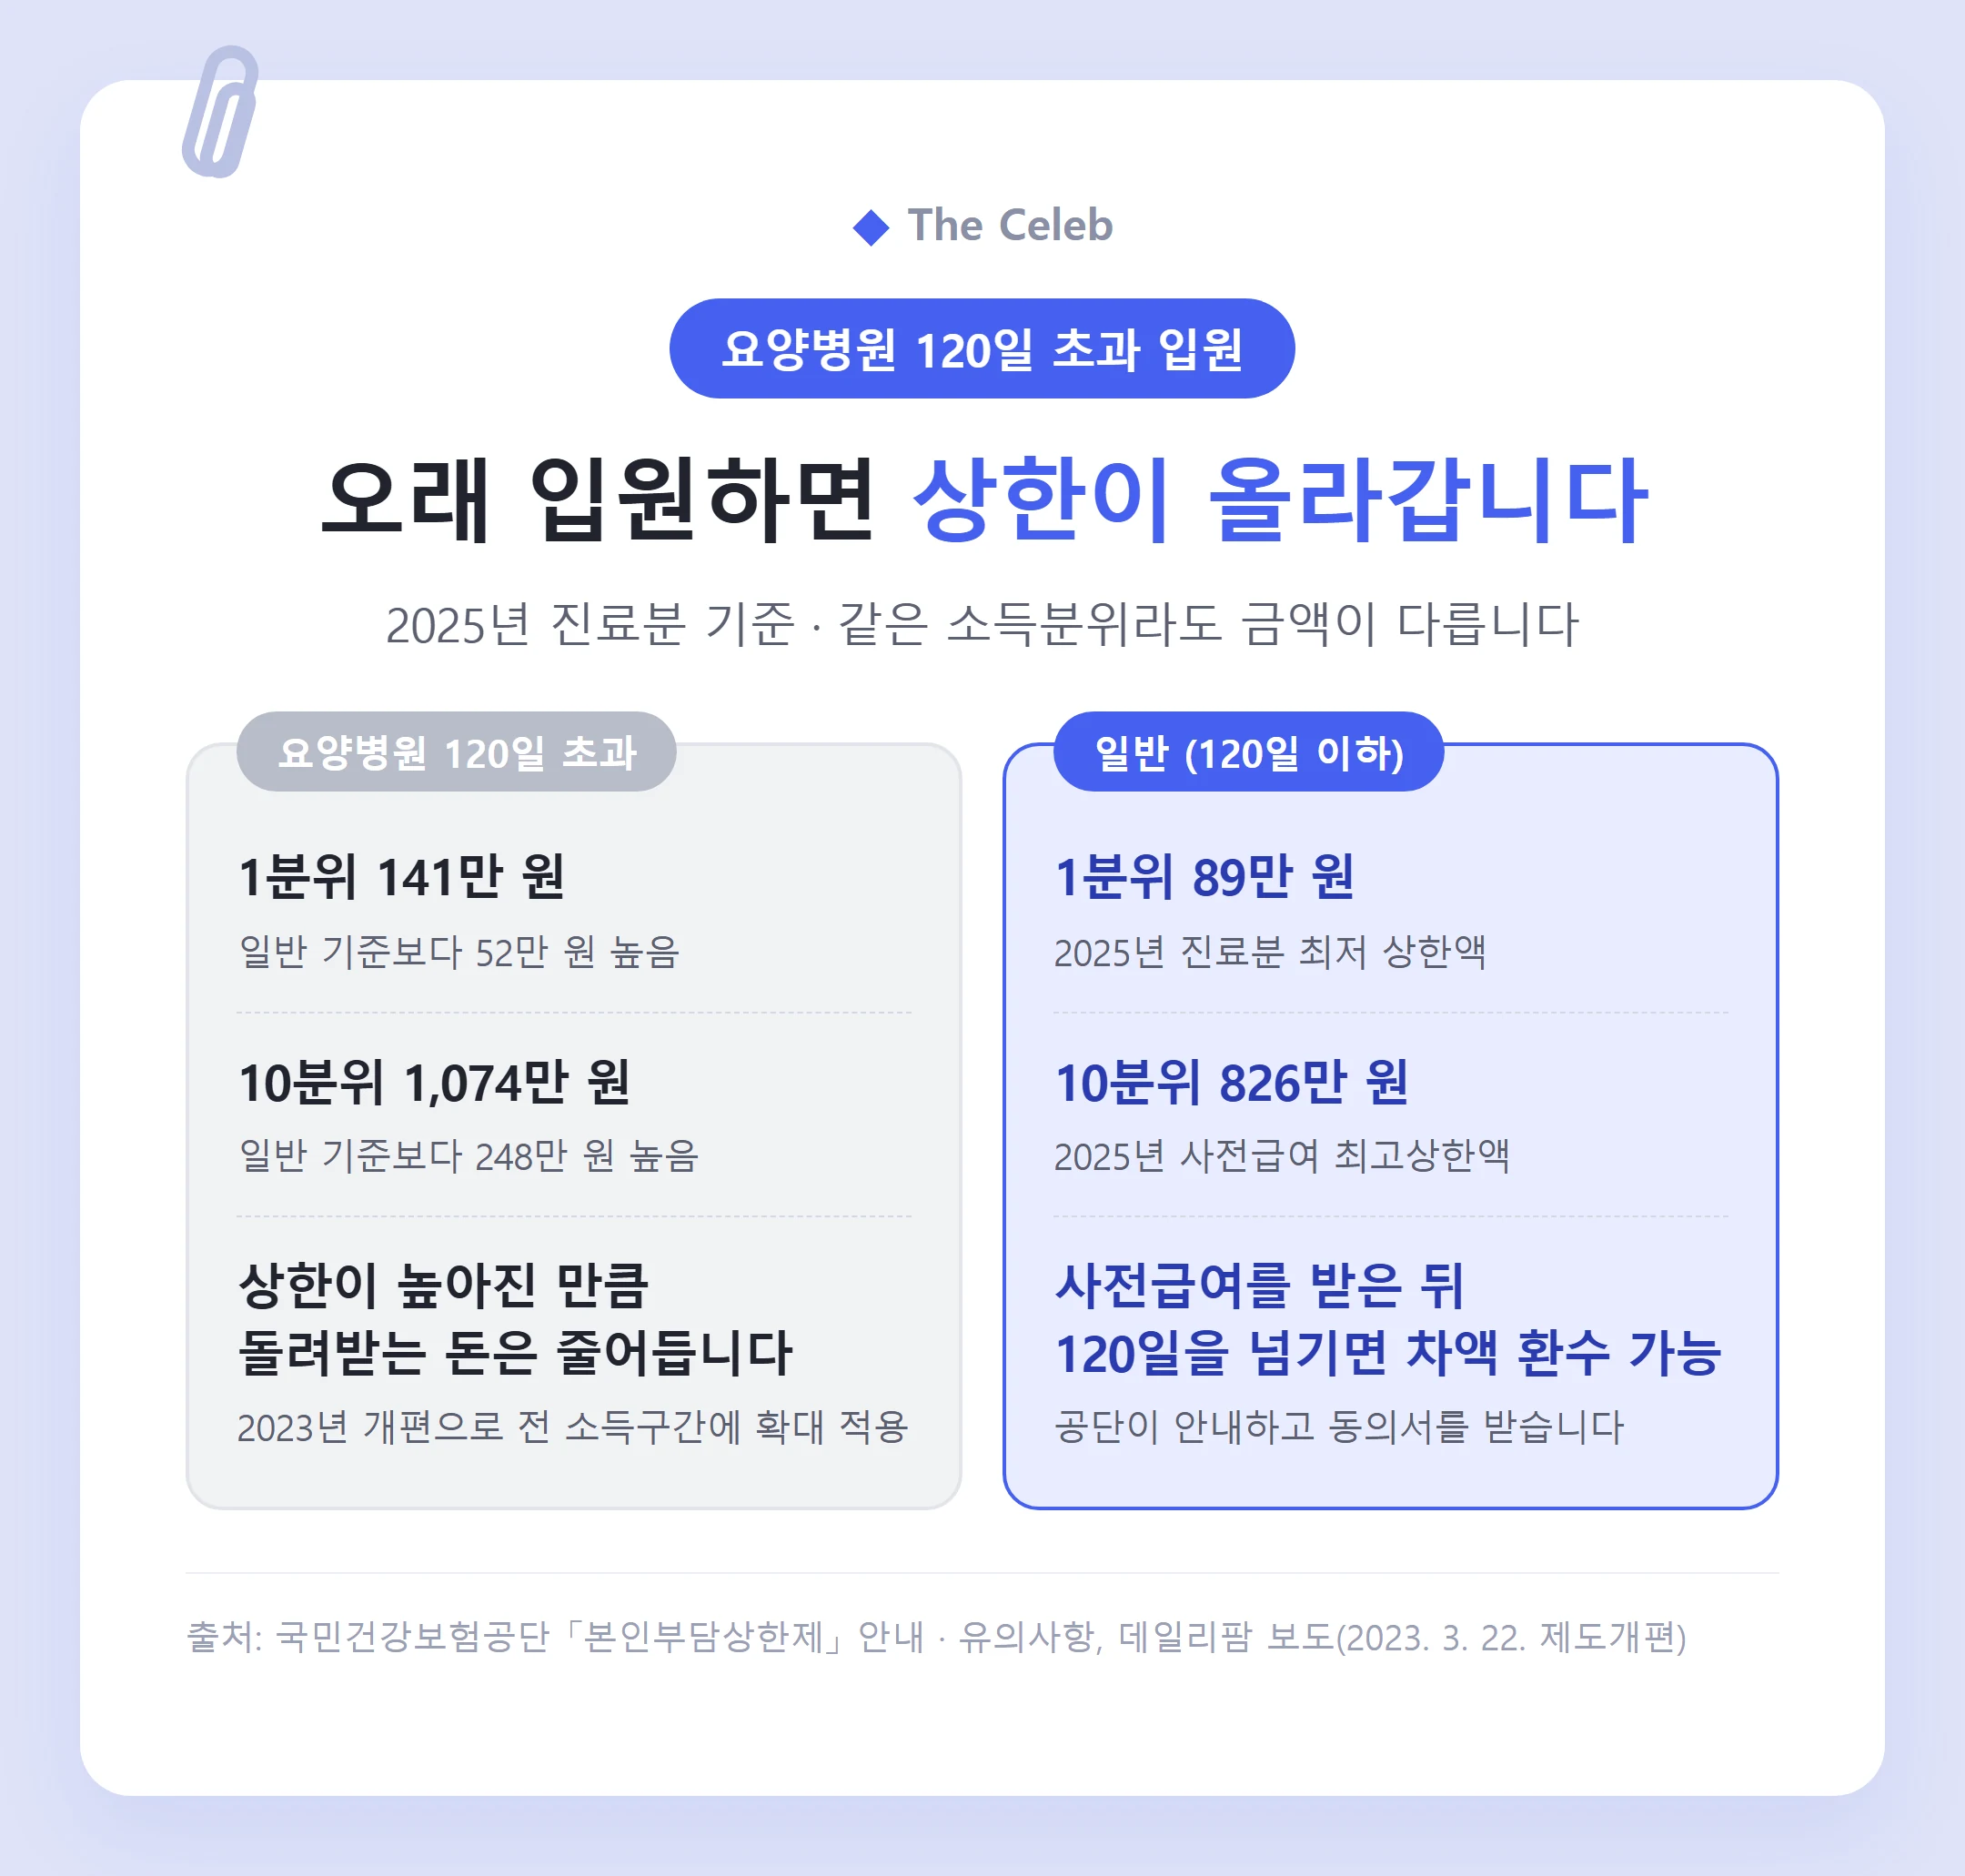 The Celeb
요양병원 120일 초과 입원
오래 입원하면 상한이 올라갑니다
2025년 진료분 기준 · 같은 소득분위라도 금액이 다릅니다
요양병원 120일 초과
1분위 141만 원
일반 기준보다 52만 원 높음
10분위 1,074만 원
일반 기준보다 248만 원 높음
상한이 높아진 만큼
돌려받는 돈은 줄어듭니다
2023년 개편으로 전 소득구간에 확대 적용
일반 (120일 이하)
1분위 89만 원
2025년 진료분 최저 상한액
10분위 826만 원
2025년 사전급여 최고상한액
사전급여를 받은 뒤
120일을 넘기면 차액 환수 가능
공단이 안내하고 동의서를 받습니다
출처: 국민건강보험공단「본인부담상한제」안내 · 유의사항, 데일리팜 보도(2023. 3. 22. 제도개편)